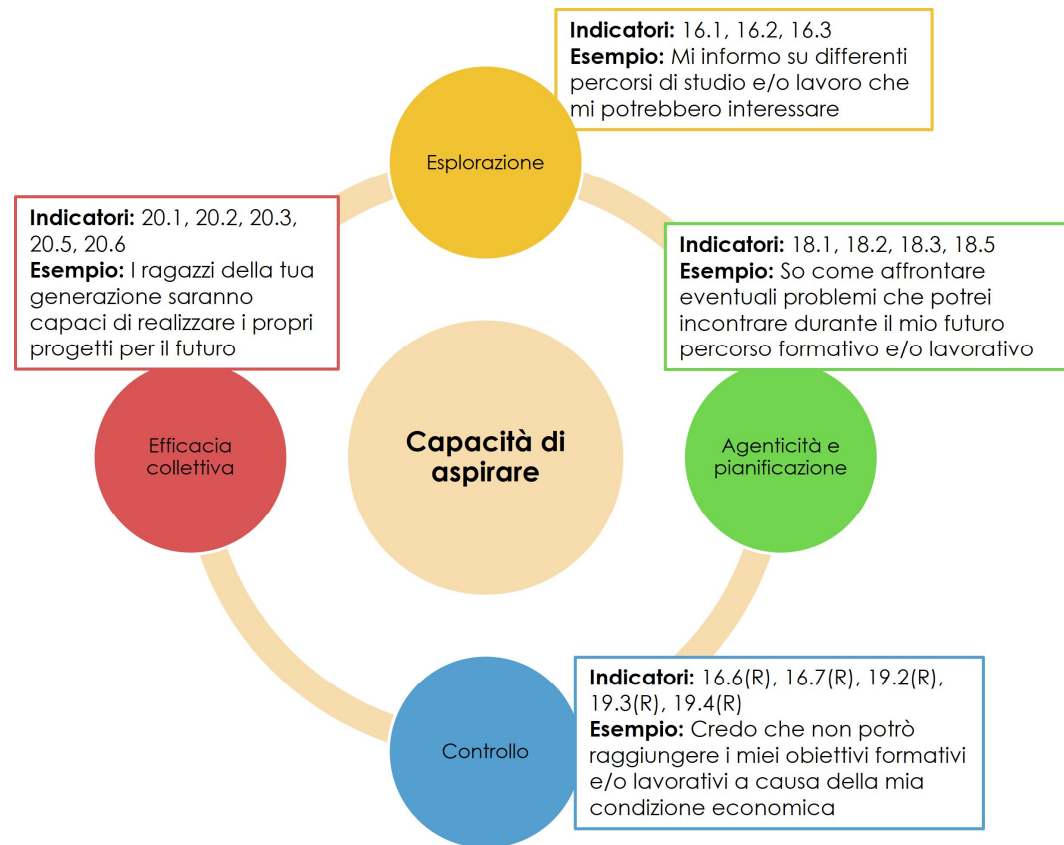 Indicatori: 16.1, 16.2, 16.3
Esempio: Mi informo su differenti
percorsi di studio e/o lavoro che
mi potrebbero interessare
Esplorazione
Indicatori: 20.1, 20.2, 20.3,
20.5, 20.6
Esempio: I ragazzi della tua
generazione saranno
capaci di realizzare i propri
progetti per il futuro
Indicatori: 18.1, 18.2, 18.3, 18.5
Esempio: So come affrontare
eventuali problemi che potrei
incontrare durante il mio futuro
percorso formativo e/o lavorativo
Efficacia
collettiva
Capacità di
aspirare
Agenticità e
pianificazione
Indicatori: 16.6(R), 16.7(R), 19.2(R),
19.3(R), 19.4(R)
Esempio: Credo che non potrò
raggiungere i miei obiettivi formativi
e/o lavorativi a causa della mia
condizione economica
Controllo